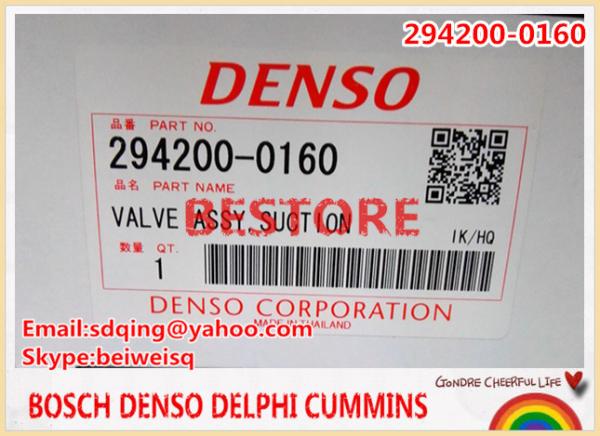 294200-0160
DENSO
品番 PART NO.
294200-0160
品名 PART NAME
VALVE ASSY, SUCTION
BESTORE
IK/HQ
数量 QT.
1
DENSO CORPORATION
MADE IN THAILAND
Email:sdqing@yahoo.com
Skype:beiweisq
GONDRE CHEERFUL LIFE
BOSCH DENSO DELPHI CUMMINS